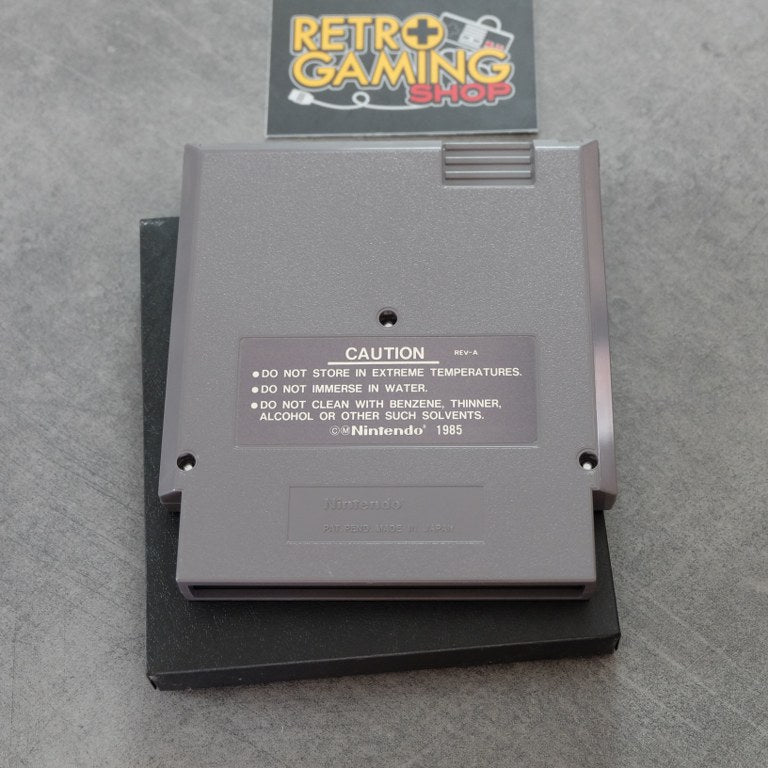 RETRO
GAMING
SHOP
CAUTION REV-A
●DO NOT STORE IN EXTREME TEMPERATURES.
●DO NOT IMMERSE IN WATER.
●DO NOT CLEAN WITH BENZENE, THINNER,
ALCOHOL OR OTHER SUCH SOLVENTS.
©ⓂNintendo® 1985
Nintendo®
PAT. PEND. MADE IN JAPAN